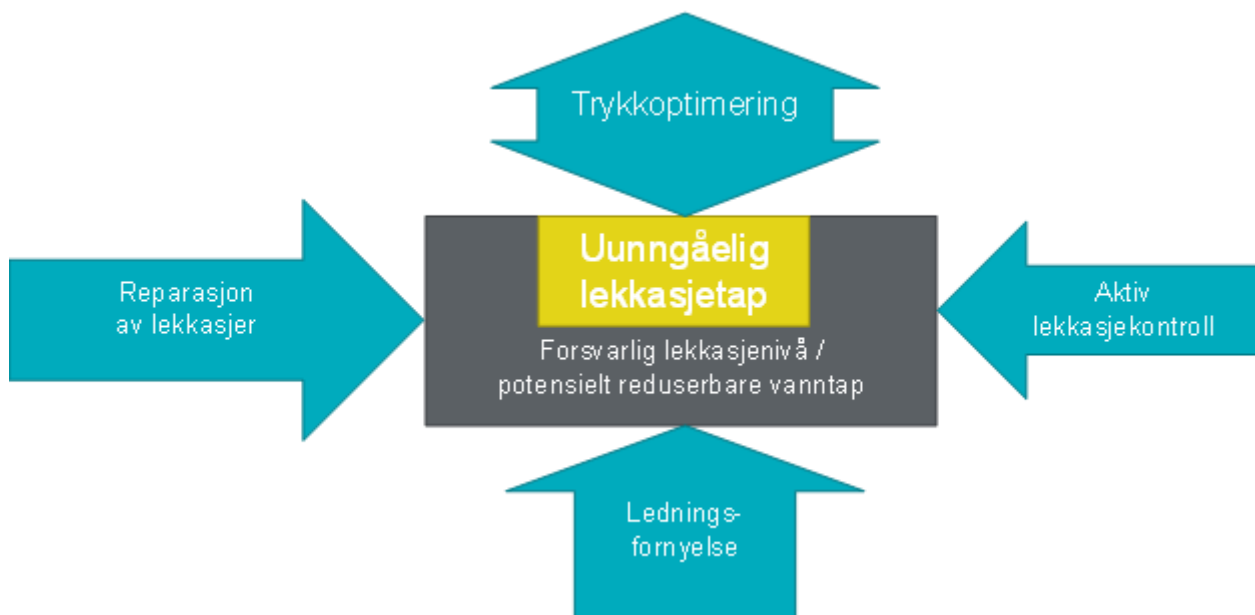 Trykkoptimering
Uunngåelig
lekkasjetap
Reparasjon
av lekkasjer
Aktiv
lekkasjekontroll
Forsvarlig lekkasjenivå /
potensielt reduserbare vanntap
Lednings-
fornyelse